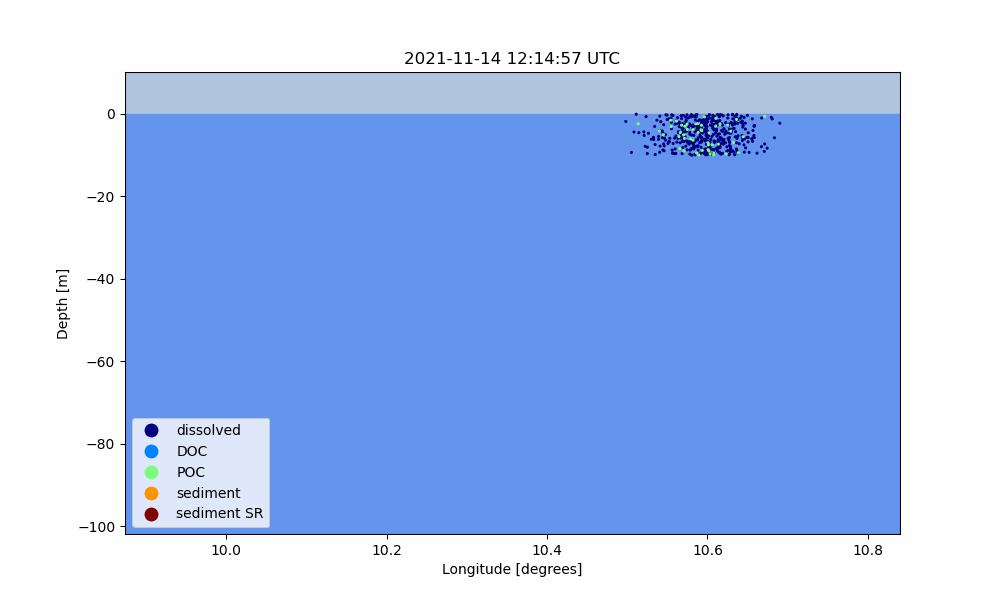 2021-11-14 12:14:57 UTC
0
−20
−40
−60
−80
−100
Depth [m]
dissolved
DOC
POC
sediment
sediment SR
10.0 10.2 10.4 10.6 10.8
Longitude [degrees]